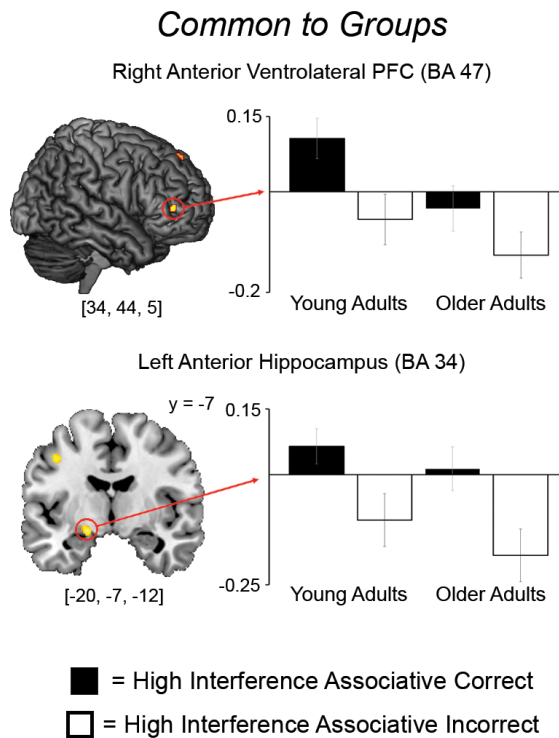 Common to Groups
Right Anterior Ventrolateral PFC (BA 47)
0.15
-0.2
Young Adults Older Adults
[34, 44, 5]
Left Anterior Hippocampus (BA 34)
y = -7
0.15
-0.25
Young Adults Older Adults
[-20, -7, -12]
= High Interference Associative Correct
= High Interference Associative Incorrect